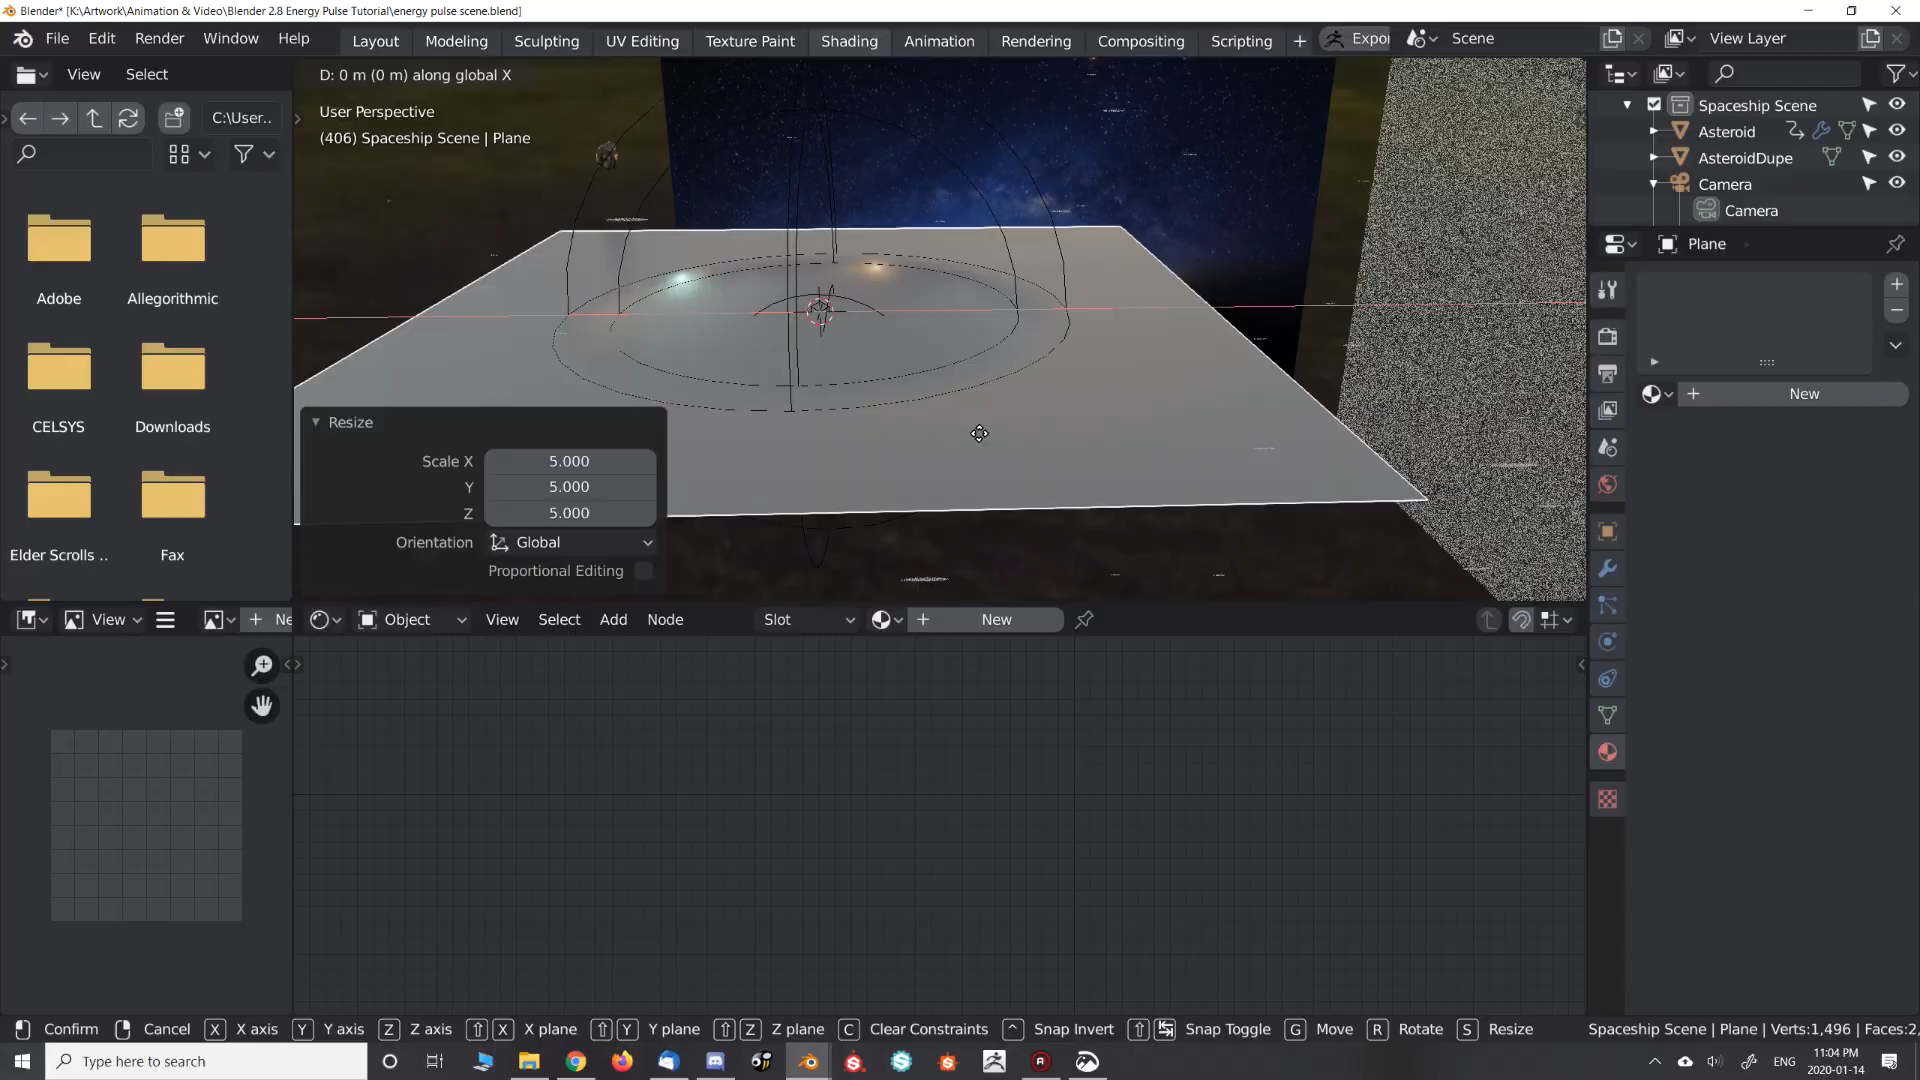 Blender* [K:\Artwork\Animation & Video\Blender 2.8 Energy Pulse Tutorial\energy pulse scene.blend]
File Edit Render Window Help Layout Modeling Sculpting UV Editing Texture Paint Shading Animation Rendering Compositing Scripting + Expor Scene View Layer
View Select
C:\User..
Adobe
Allegorithmic
CELSYS
Downloads
Elder Scrolls ..
Fax
D: 0 m (0 m) along global X
User Perspective
(406) Spaceship Scene | Plane
Resize
Scale X 5.000
Y 5.000
Z 5.000
Orientation Global
Proportional Editing
Spaceship Scene
Asteroid
AsteroidDupe
Camera
Camera
Plane
New
View + Ne
Object View Select Add Node Slot + New
Confirm Cancel X X axis Y Y axis Z Z axis X X plane Y Y plane Z Z plane C Clear Constraints ^ Snap Invert Snap Toggle G Move R Rotate S Resize Spaceship Scene | Plane | Verts:1,496 | Faces:2,
Type here to search
ENG
11:04 PM
2020-01-14